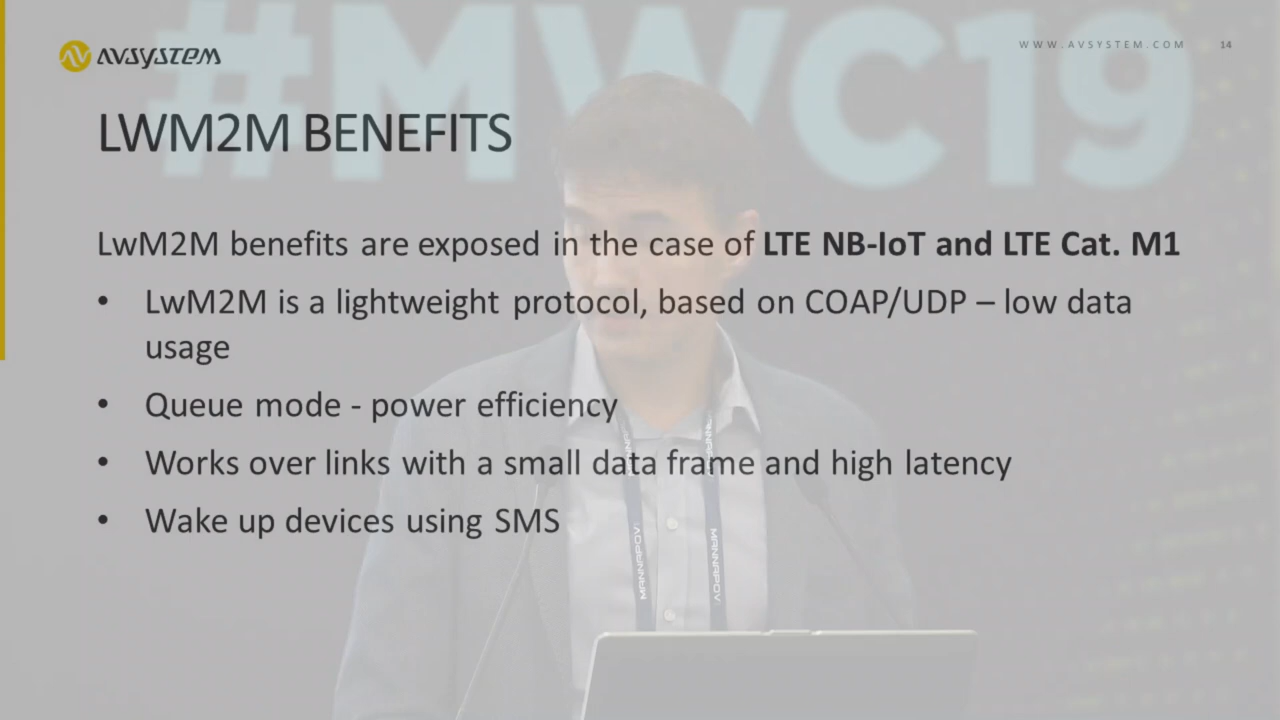 #MWC19
AVSYSTEM
WWW.AVSYSTEM.COM 14
LWM2M BENEFITS
LwM2M benefits are exposed in the case of LTE NB-IoT and LTE Cat. M1
• LwM2M is a lightweight protocol, based on COAP/UDP – low data
usage
• Queue mode - power efficiency
• Works over links with a small data frame and high latency
• Wake up devices using SMS
MANNAPOV
MANNAPOV